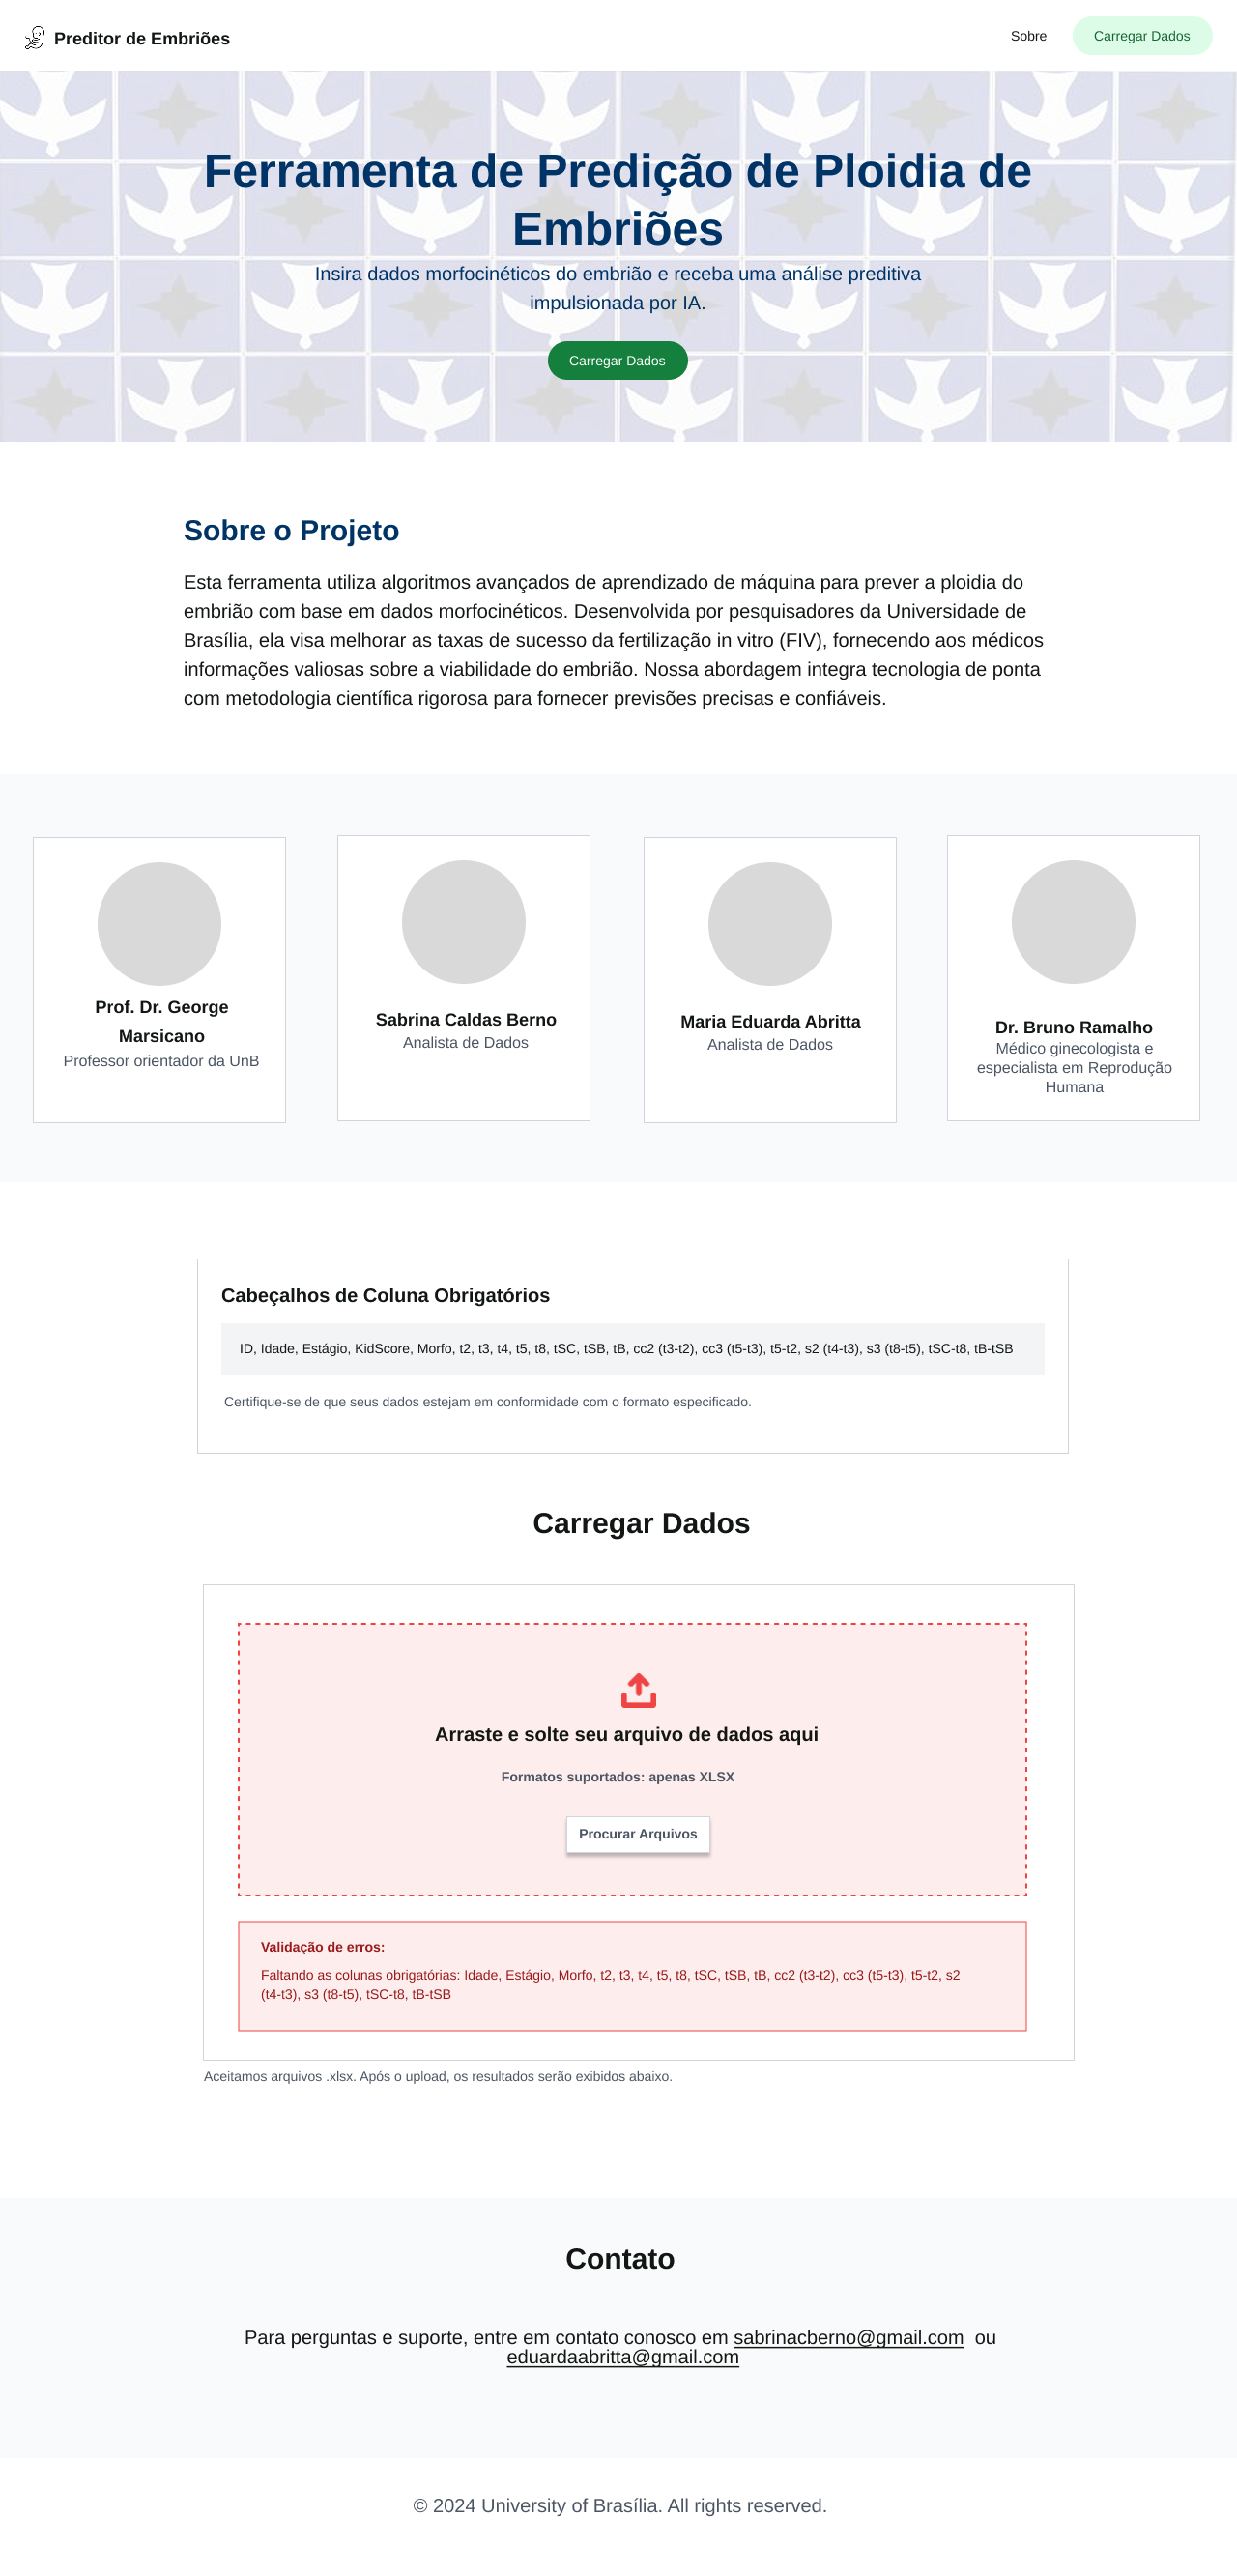 Preditor de Embriões
Sobre
Carregar Dados
Ferramenta de Predição de Ploidia de
Embriões
Insira dados morfocinéticos do embrião e receba uma análise preditiva
impulsionada por IA.
Carregar Dados
Sobre o Projeto
Esta ferramenta utiliza algoritmos avançados de aprendizado de máquina para prever a ploidia do
embrião com base em dados morfocinéticos. Desenvolvida por pesquisadores da Universidade de
Brasília, ela visa melhorar as taxas de sucesso da fertilização in vitro (FIV), fornecendo aos médicos
informações valiosas sobre a viabilidade do embrião. Nossa abordagem integra tecnologia de ponta
com metodologia científica rigorosa para fornecer previsões precisas e confiáveis.
Prof. Dr. George
Marsicano
Professor orientador da UnB
Sabrina Caldas Berno
Analista de Dados
Maria Eduarda Abritta
Analista de Dados
Dr. Bruno Ramalho
Médico ginecologista e
especialista em Reprodução
Humana
Cabeçalhos de Coluna Obrigatórios
ID, Idade, Estágio, KidScore, Morfo, t2, t3, t4, t5, t8, tSC, tSB, tB, cc2 (t3-t2), cc3 (t5-t3), t5-t2, s2 (t4-t3), s3 (t8-t5), tSC-t8, tB-tSB
Certifique-se de que seus dados estejam em conformidade com o formato especificado.
Carregar Dados
Arraste e solte seu arquivo de dados aqui
Formatos suportados: apenas XLSX
Procurar Arquivos
Validação de erros:
Faltando as colunas obrigatórias: Idade, Estágio, Morfo, t2, t3, t4, t5, t8, tSC, tSB, tB, cc2 (t3-t2), cc3 (t5-t3), t5-t2, s2
(t4-t3), s3 (t8-t5), tSC-t8, tB-tSB
Aceitamos arquivos .xlsx. Após o upload, os resultados serão exibidos abaixo.
Contato
Para perguntas e suporte, entre em contato conosco em sabrinacberno@gmail.com ou
eduardaabritta@gmail.com
© 2024 University of Brasília. All rights reserved.